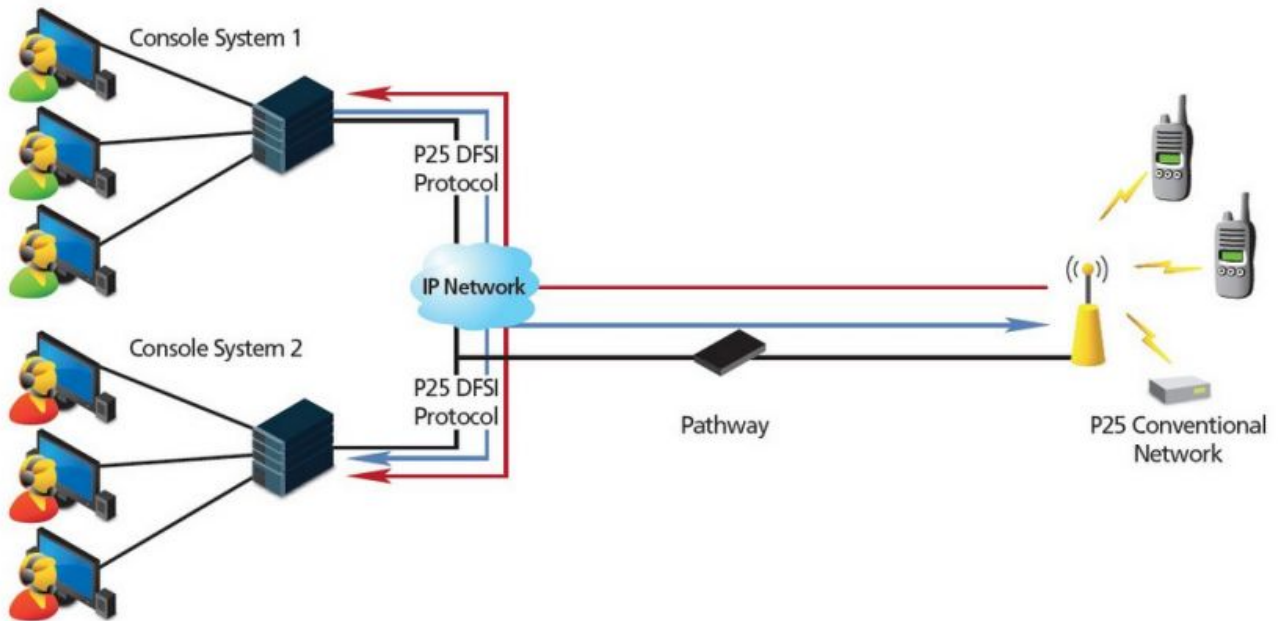 Console System 1
P25 DFSI
Protocol
IP Network
Console System 2
P25 DFSI
Protocol
Pathway
P25 Conventional
Network